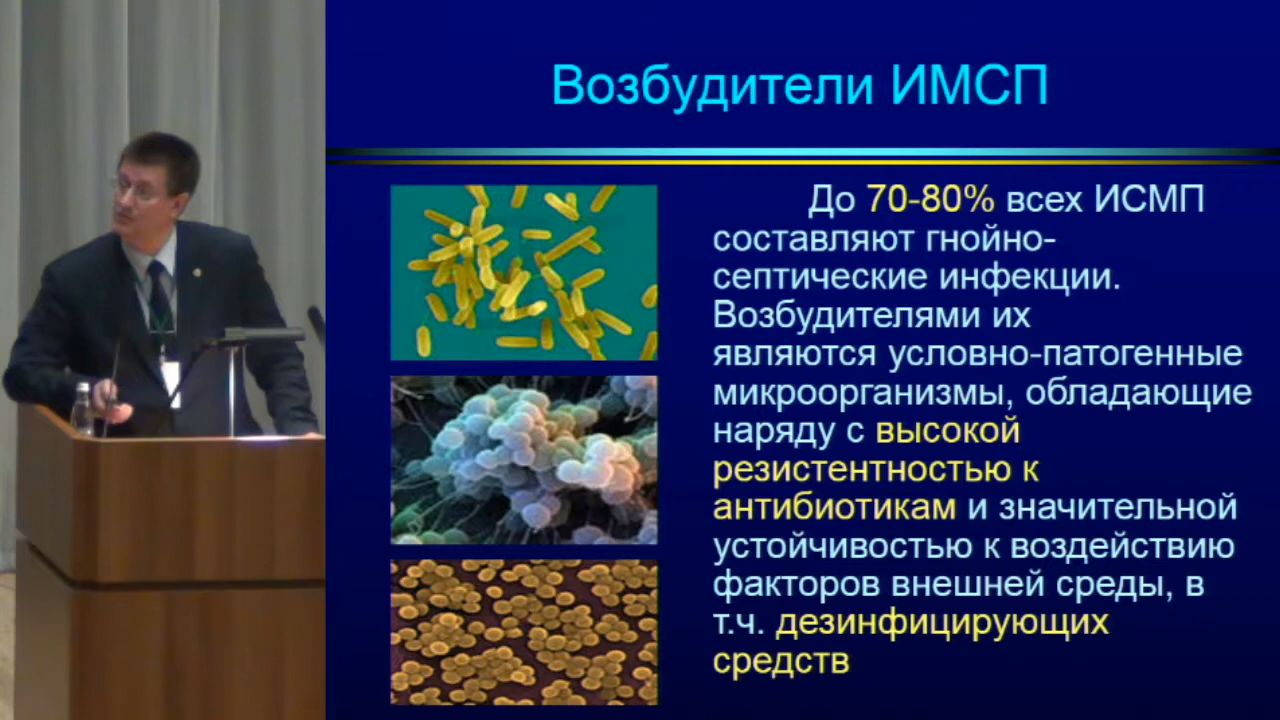 Возбудители ИМСП
До 70-80% всех ИСМП
составляют гнойно-
септические инфекции.
Возбудителями их
являются условно-патогенные
микроорганизмы, обладающие
наряду с высокой
резистентностью к
антибиотикам и значительной
устойчивостью к воздействию
факторов внешней среды, в
т.ч. дезинфицирующих
средств